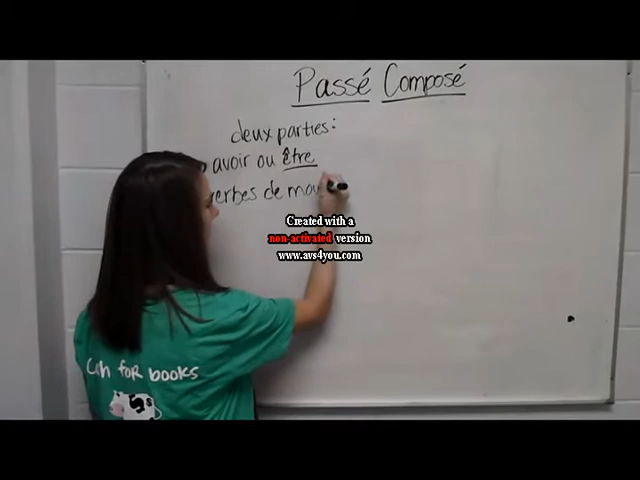 Passé Composé
deux parties:
avoir ou être
verbes de mou
Created with a
non-activated version
www.avs4you.com
Cash for books